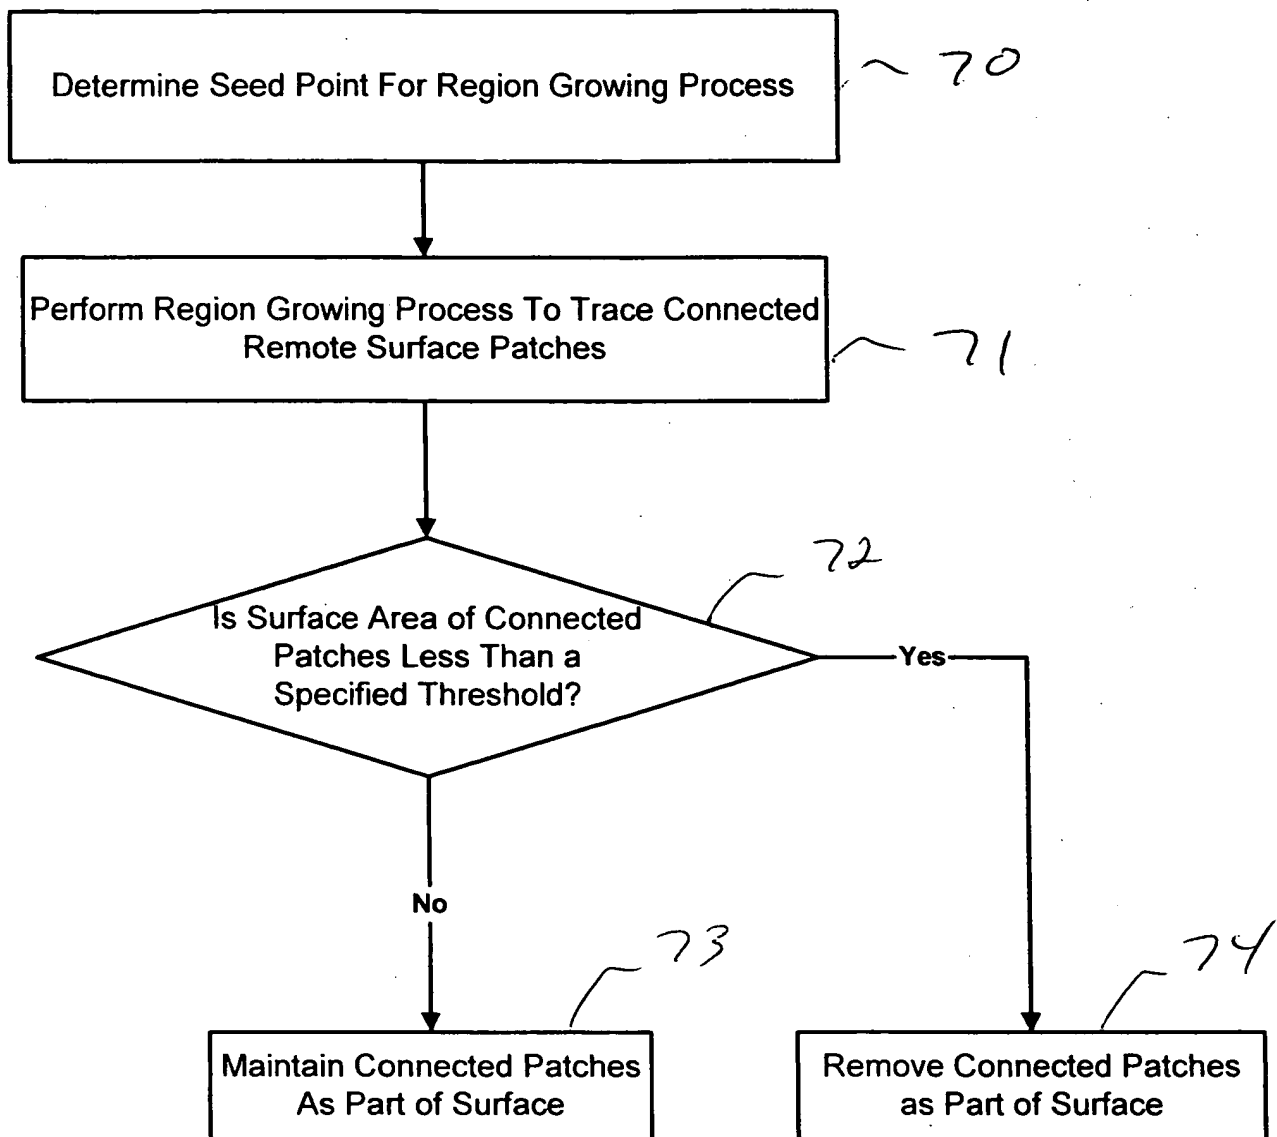 Determine Seed Point For Region Growing Process
70
Perform Region Growing Process To Trace Connected
Remote Surface Patches
71
72
Is Surface Area of Connected
Patches Less Than a
Specified Threshold?
Yes
No
73
74
Maintain Connected Patches
As Part of Surface
Remove Connected Patches
as Part of Surface